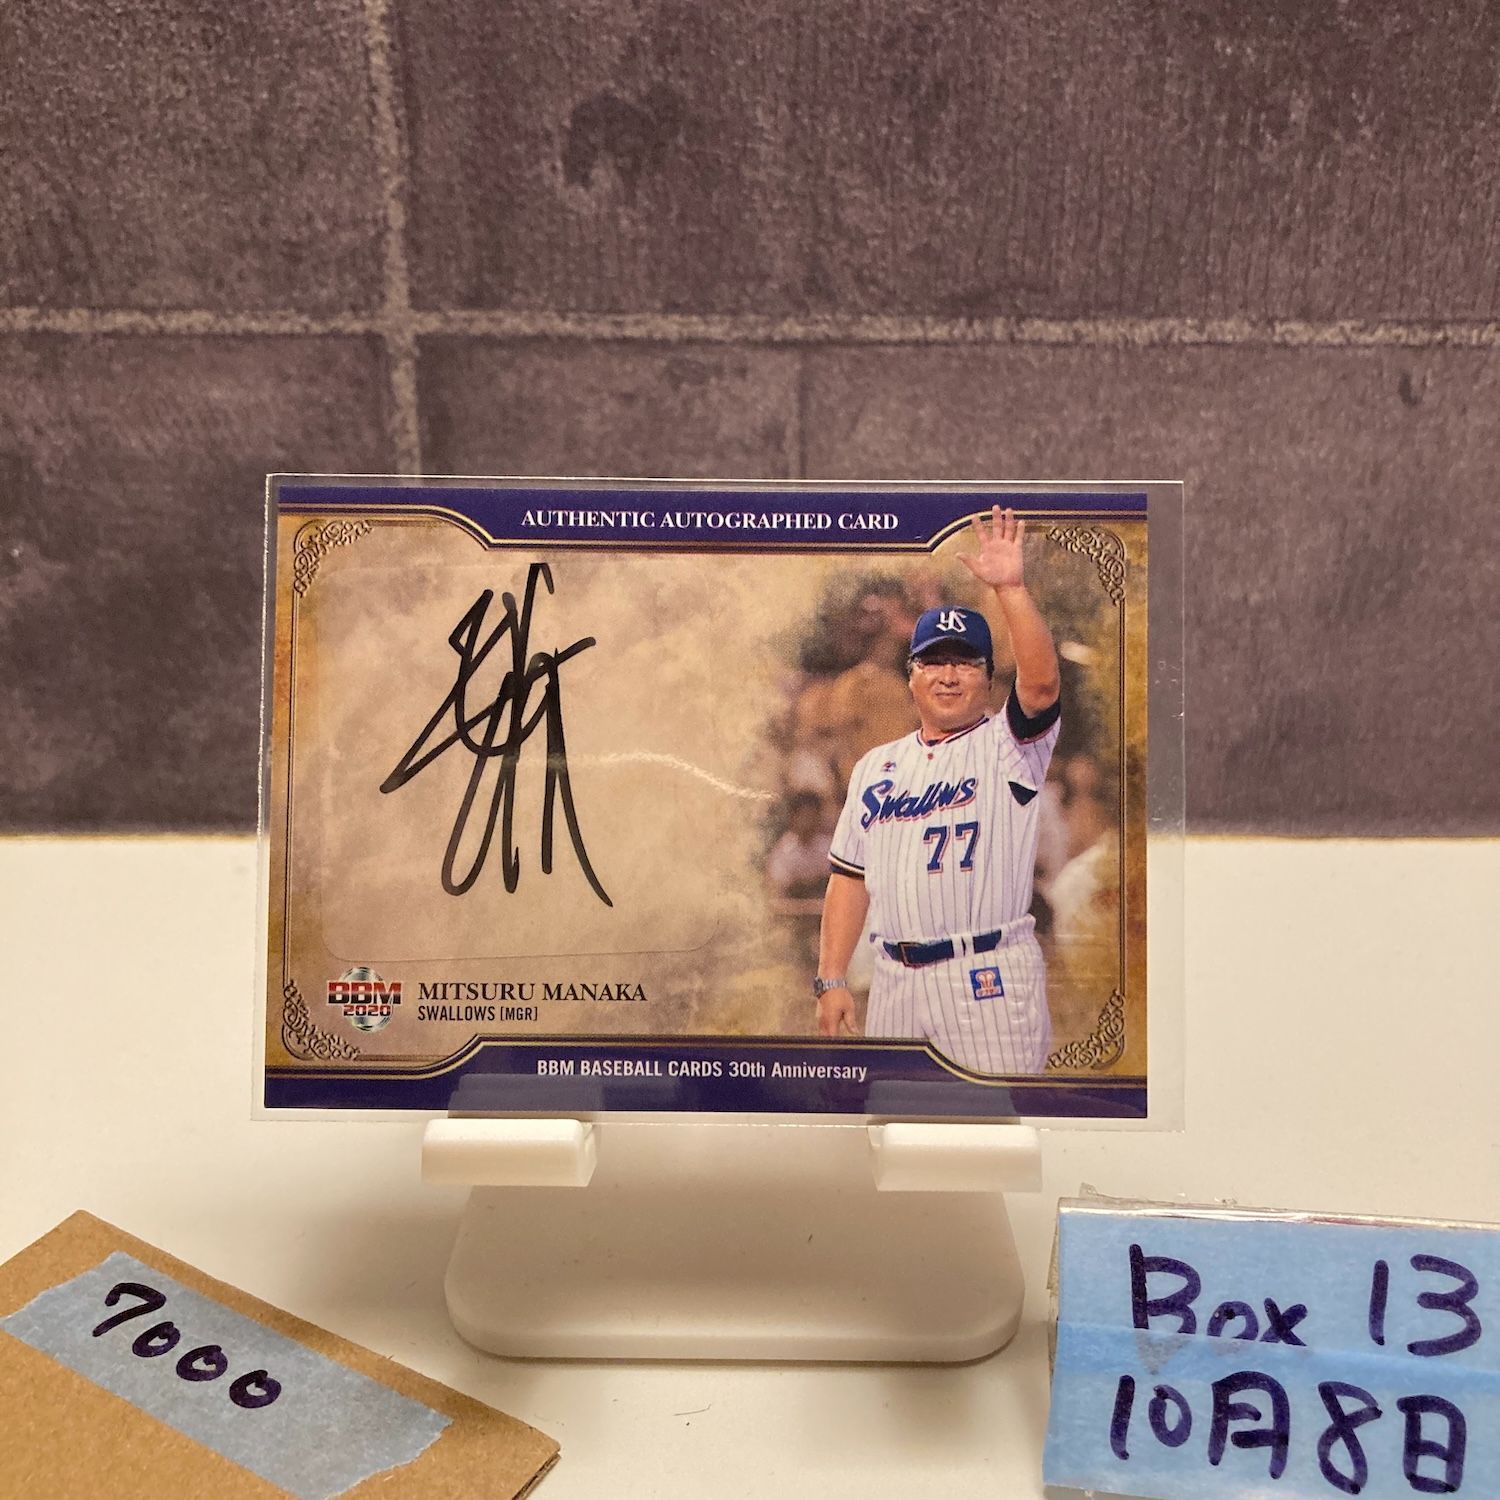 AUTHENTIC AUTOGRAPHED CARD
YS
Swallows
77
BBM
2020
MITSURU MANAKA
SWALLOWS [MGR]
BBM BASEBALL CARDS 30th Anniversary
7000
Box 13
10月8日